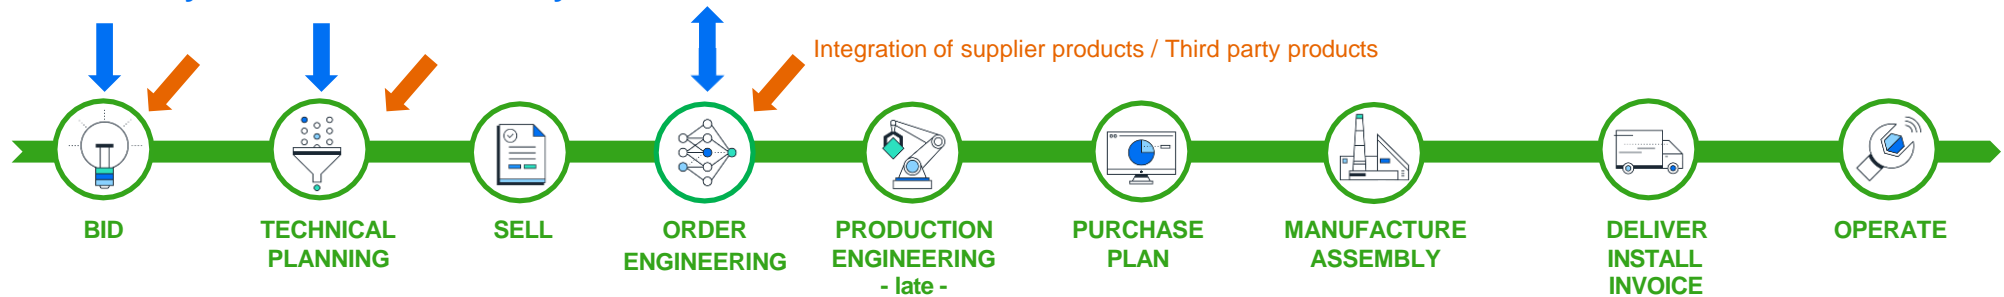 Integration of supplier products / Third party products
BID
TECHNICAL
PLANNING
SELL
ORDER
ENGINEERING
PRODUCTION
ENGINEERING
- late -
PURCHASE
PLAN
MANUFACTURE
ASSEMBLY
DELIVER
INSTALL
INVOICE
OPERATE